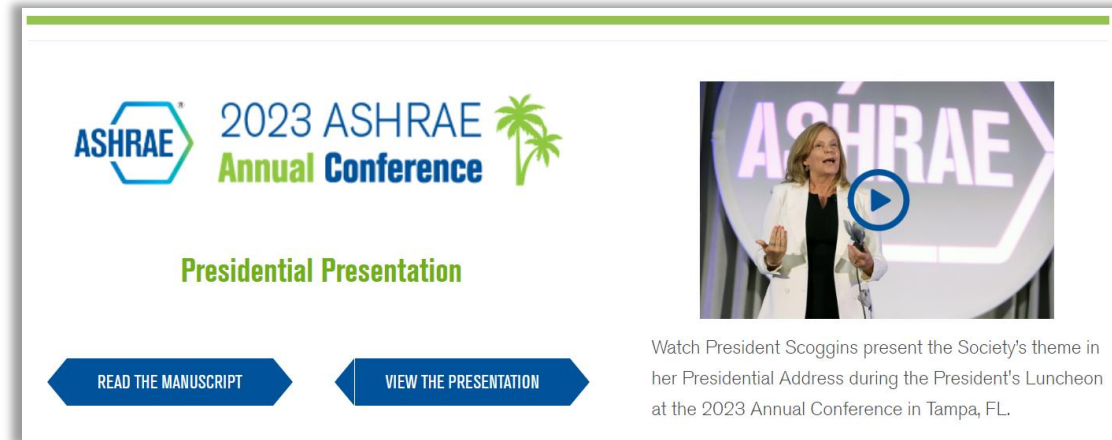 ASHRAE
2023 ASHRAE
Annual Conference
Presidential Presentation
READ THE MANUSCRIPT
VIEW THE PRESENTATION
ASHRAE
Watch President Scoggins present the Society's theme in
her Presidential Address during the President's Luncheon
at the 2023 Annual Conference in Tampa, FL.